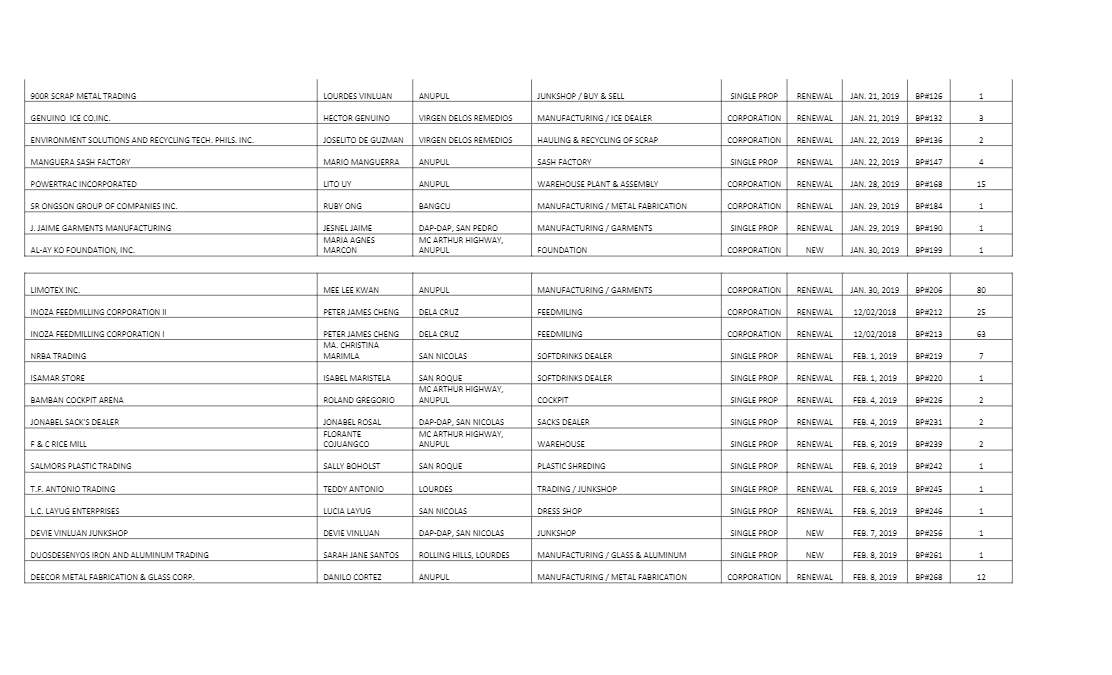 900R SCRAP METAL TRADING LOURDES VINLUAN ANUPUL JUNKSHOP / BUY & SELL SINGLE PROP RENEWAL JAN. 21, 2019 BP#126 1
GENUINO ICE CO.INC. HECTOR GENUINO VIRGEN DELOS REMEDIOS MANUFACTURING / ICE DEALER CORPORATION RENEWAL JAN. 21, 2019 BP#132 3
ENVIRONMENT SOLUTIONS AND RECYCLING TECH. PHILS. INC. JOSELITO DE GUZMAN VIRGEN DELOS REMEDIOS HAULING & RECYCLING OF SCRAP CORPORATION RENEWAL JAN. 22, 2019 BP#136 2
MANGUERA SASH FACTORY MARIO MANGUERRA ANUPUL SASH FACTORY SINGLE PROP RENEWAL JAN. 22, 2019 BP#147 4
POWERTRAC INCORPORATED LITO UY ANUPUL WAREHOUSE PLANT & ASSEMBLY CORPORATION RENEWAL JAN. 28, 2019 BP#168 15
SR ONGSON GROUP OF COMPANIES INC. RUBY ONG BANGCU MANUFACTURING / METAL FABRICATION CORPORATION RENEWAL JAN. 29, 2019 BP#184 1
J. JAIME GARMENTS MANUFACTURING JESNEL JAIME DAP-DAP, SAN PEDRO MANUFACTURING / GARMENTS SINGLE PROP RENEWAL JAN. 29, 2019 BP#190 1
MARIA AGNES MC ARTHUR HIGHWAY,
AL-AY KO FOUNDATION, INC. MARCON ANUPUL FOUNDATION CORPORATION NEW JAN. 30, 2019 BP#199 1
LIMOTEX INC. MEE LEE KWAN ANUPUL MANUFACTURING / GARMENTS CORPORATION RENEWAL JAN. 30, 2019 BP#206 80
INOZA FEEDMILLING CORPORATION II PETER JAMES CHENG DELA CRUZ FEEDMILING CORPORATION RENEWAL 12/02/2018 BP#212 25
INOZA FEEDMILLING CORPORATION I PETER JAMES CHENG DELA CRUZ FEEDMILING CORPORATION RENEWAL 12/02/2018 BP#213 63
MA. CHRISTINA
NRBA TRADING MARIMLA SAN NICOLAS SOFTDRINKS DEALER SINGLE PROP RENEWAL FEB. 1, 2019 BP#219 7
ISAMAR STORE ISABEL MARISTELA SAN ROQUE SOFTDRINKS DEALER SINGLE PROP RENEWAL FEB. 1, 2019 BP#220 1
MC ARTHUR HIGHWAY,
BAMBAN COCKPIT ARENA ROLAND GREGORIO ANUPUL COCKPIT SINGLE PROP RENEWAL FEB. 4, 2019 BP#226 2
JONABEL SACK'S DEALER JONABEL ROSAL DAP-DAP, SAN NICOLAS SACKS DEALER SINGLE PROP RENEWAL FEB. 4, 2019 BP#231 2
FLORANTE MC ARTHUR HIGHWAY,
F & C RICE MILL COJUANGCO ANUPUL WAREHOUSE SINGLE PROP RENEWAL FEB. 6, 2019 BP#239 2
SALMORS PLASTIC TRADING SALLY BOHOLST SAN ROQUE PLASTIC SHREDING SINGLE PROP RENEWAL FEB. 6, 2019 BP#242 1
T.F. ANTONIO TRADING TEDDY ANTONIO LOURDES TRADING / JUNKSHOP SINGLE PROP RENEWAL FEB. 6, 2019 BP#245 1
L.C. LAYUG ENTERPRISES LUCIA LAYUG SAN NICOLAS DRESS SHOP SINGLE PROP RENEWAL FEB. 6, 2019 BP#246 1
DEVIE VINLUAN JUNKSHOP DEVIE VINLUAN DAP-DAP, SAN NICOLAS JUNKSHOP SINGLE PROP NEW FEB. 7, 2019 BP#256 1
DUOSDESENYOS IRON AND ALUMINUM TRADING SARAH JANE SANTOS ROLLING HILLS, LOURDES MANUFACTURING / GLASS & ALUMINUM SINGLE PROP NEW FEB. 8, 2019 BP#261 1
DEECOR METAL FABRICATION & GLASS CORP. DANILO CORTEZ ANUPUL MANUFACTURING / METAL FABRICATION CORPORATION RENEWAL FEB. 8, 2019 BP#268 12